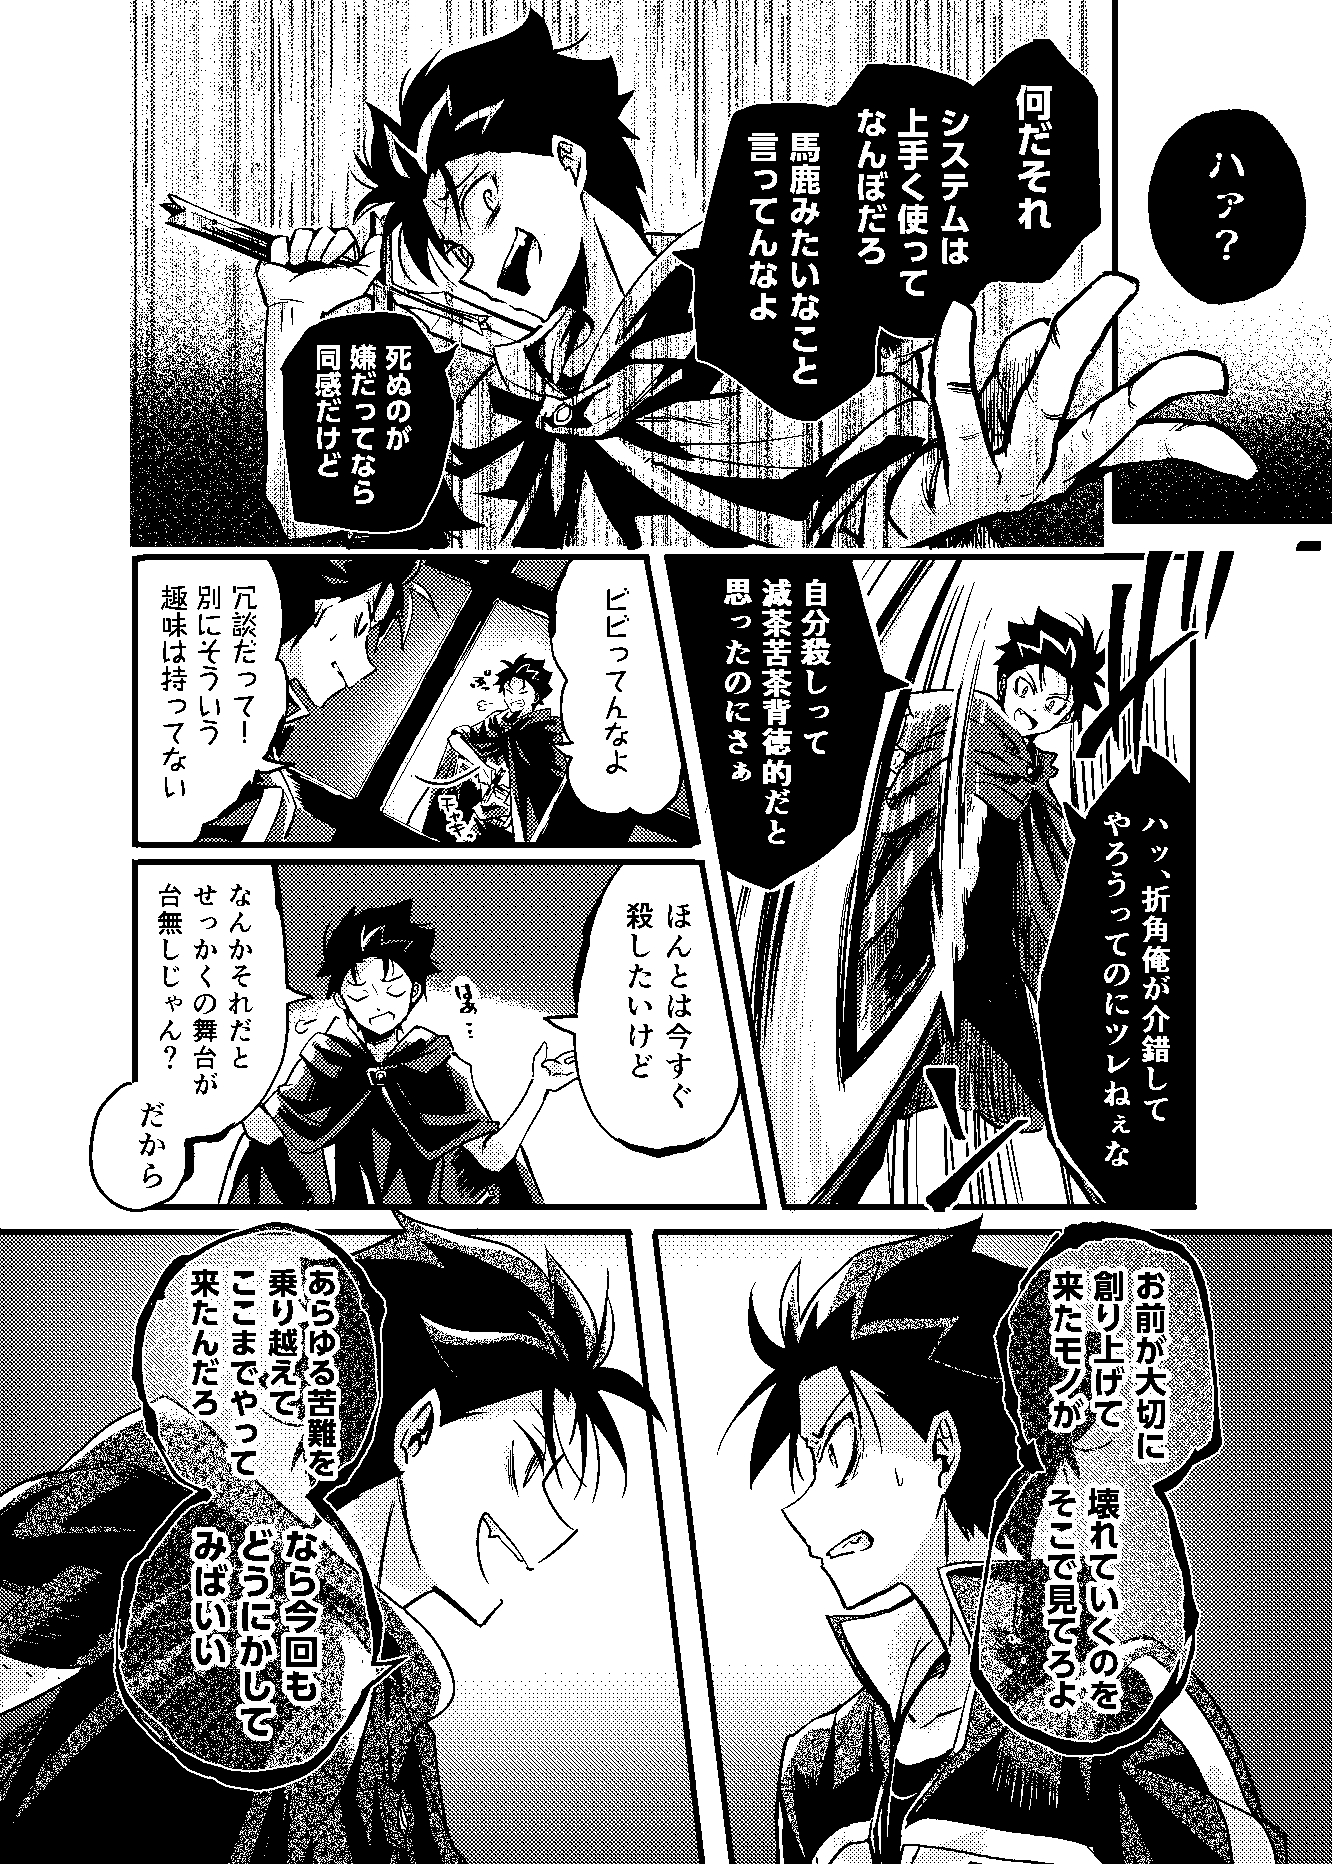 ハァ？
何だそれ
システムは
上手く使って
なんぼだろ
馬鹿みたいなこと
言ってんなよ
死ぬのが
嫌だってなら
同感だけど
ハッ、折角俺が介錯して
やろうってのにツレねぇな
自分殺しって
滅茶苦茶背徳的だと
思ったのにさぁ
ビビってんなよ
冗談だって！
別にそういう
趣味は持ってない
ほんとは今すぐ
殺したいけど
はぁ…
なんかそれだと
せっかくの舞台が
台無しじゃん？
だから
お前が大切に
創り上げて
来たモノが
壊れていくのを
そこで見てろよ
あらゆる苦難を
乗り越えて
ここまでやって
来たんだろ
なら今回も
どうにかして
みばいい